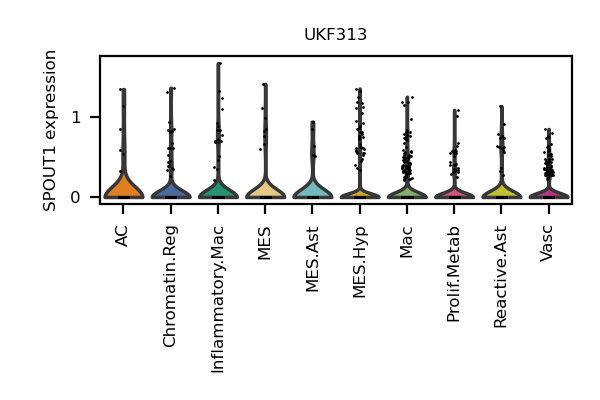 UKF313
SPOUT1 expression
1
0
AC
Chromatin.Reg
Inflammatory.Mac
MES
MES.Ast
MES.Hyp
Mac
Prolif.Metab
Reactive.Ast
Vasc